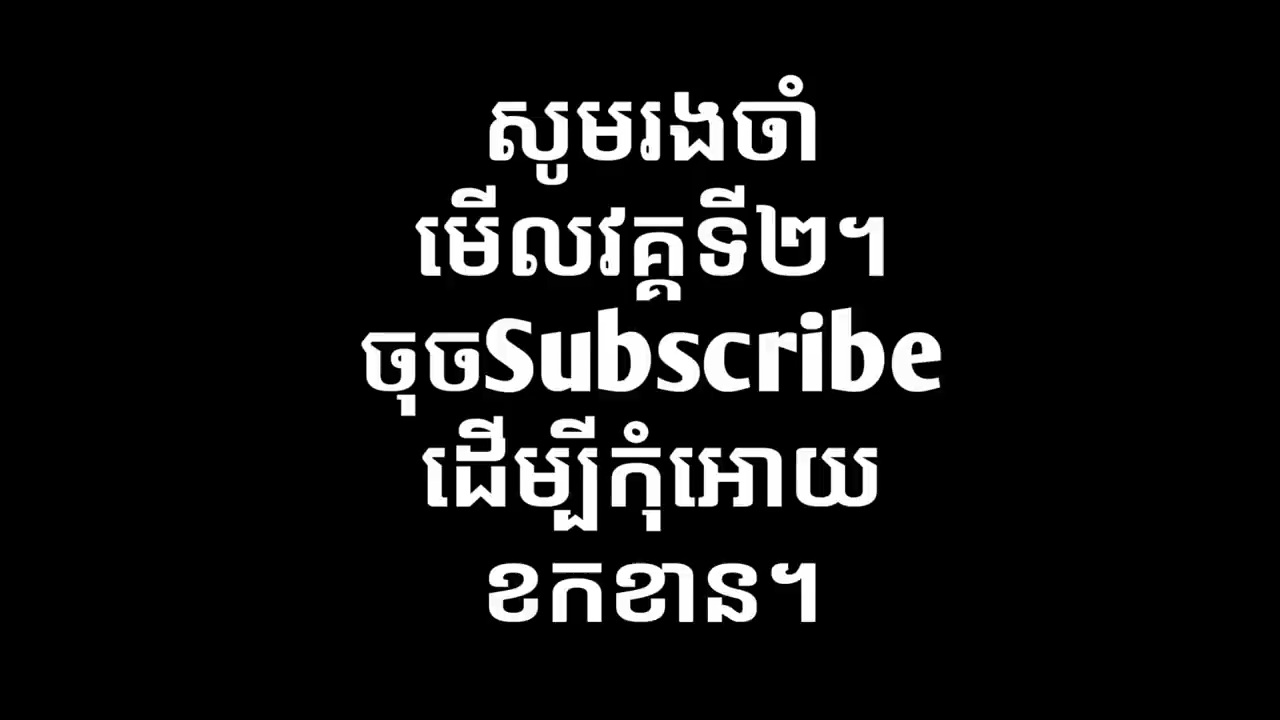 សូមរងចាំ
មើលវគ្គទី២។
ចុចSubscribe
ដើម្បីកុំអោយ
ខកខាន។